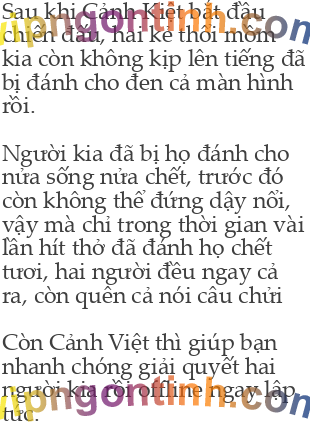 Sau khi Cảnh Kiệt bắt đầu
chiến đấu, hai kẻ thối mồm
kia còn không kịp lên tiếng đã
bị đánh cho đen cả màn hình
rồi.
Người kia đã bị họ đánh cho
nửa sống nửa chết, trước đó
còn không thể đứng dậy nổi,
vậy mà chỉ trong thời gian vài
lần hít thở đã đánh họ chết
tươi, hai người đều ngay cả
ra, còn quên cả nói câu chửi
Còn Cảnh Việt thì giúp bạn
nhanh chóng giải quyết hai
người kia rồi offline ngay lập
tức.
vipngontinh.com
vipngontinh.com